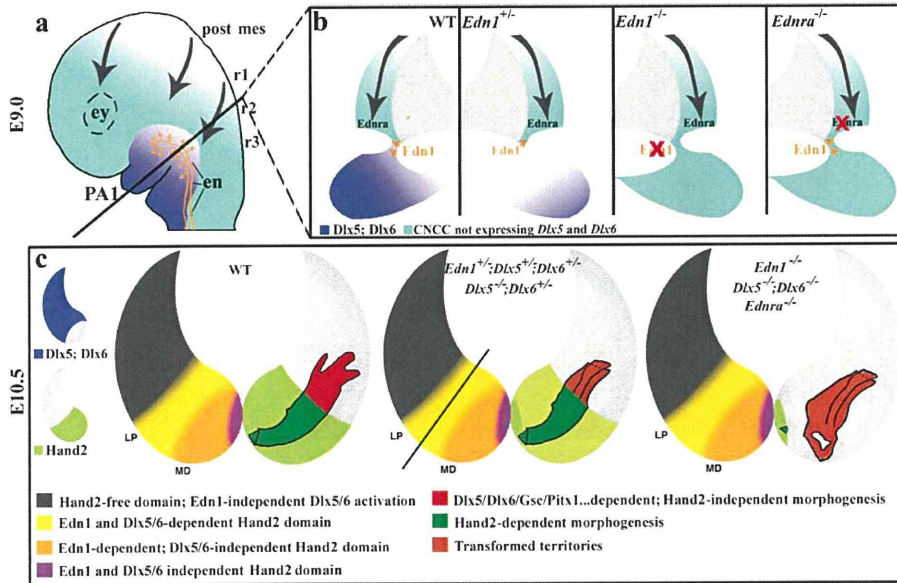 a
post mes
r1
r2
r3
ey
PA1
en
E9.0
b
WT
Edn1+/-
Edn1-/-
Ednra-/-
Ednra
Ednra
Ednra
Ednra
Edn1
Edn1
Edn1
Edn1
Dlx5; Dlx6
CNCC not expressing Dlx5 and Dlx6
c
E10.5
Dlx5; Dlx6
Hand2
WT
Edn1+/-;Dlx5+/-;Dlx6+/-
Dlx5-/-;Dlx6+/-
Edn1-/-
Dlx5-/-;Dlx6-/-
Ednra-/-
LP
MD
LP
MD
LP
MD
Hand2-free domain; Edn1-independent Dlx5/6 activation
Edn1 and Dlx5/6-dependent Hand2 domain
Edn1-dependent; Dlx5/6-independent Hand2 domain
Edn1 and Dlx5/6 independent Hand2 domain
Dlx5/Dlx6/Gsc/Pitx1...dependent; Hand2-independent morphogenesis
Hand2-dependent morphogenesis
Transformed territories